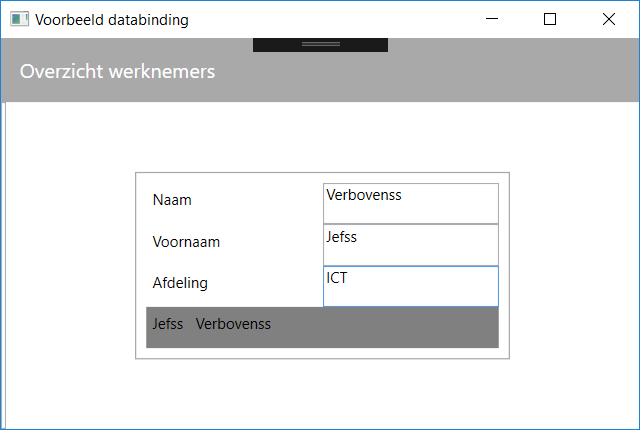 Voorbeeld databinding
Overzicht werknemers
Naam Verbovenss
Voornaam Jefss
Afdeling ICT
Jefss Verbovenss